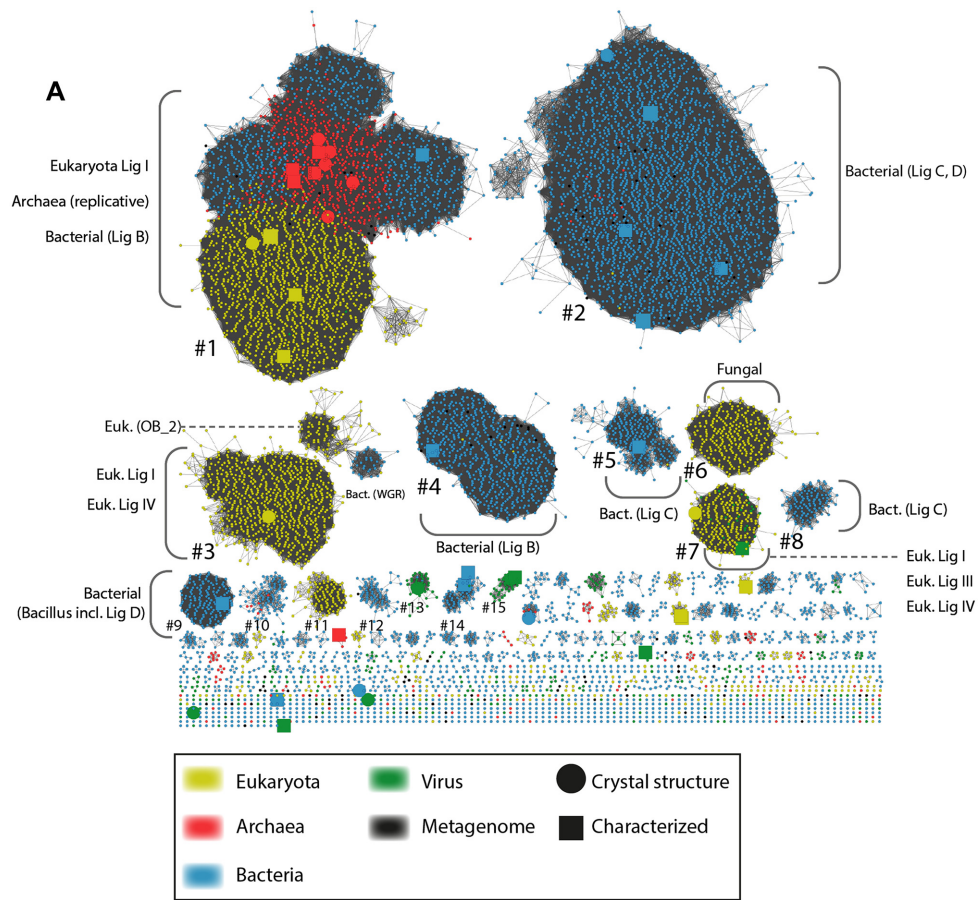 A
Eukaryota Lig I
Archaea (replicative)
Bacterial (Lig B)
#1
Bacterial (Lig C, D)
#2
Euk. (OB_2)
Euk. Lig I
Euk. Lig IV
#3
Bact. (WGR)
#4
Bacterial (Lig B)
#5
Bact. (Lig C)
Fungal
#6
#7
#8
Bact. (Lig C)
Euk. Lig I
Euk. Lig III
Euk. Lig IV
Bacterial
(Bacillus incl. Lig D)
#9
#10
#11
#12
#13
#14
#15
Eukaryota
Virus
Crystal structure
Archaea
Metagenome
Characterized
Bacteria